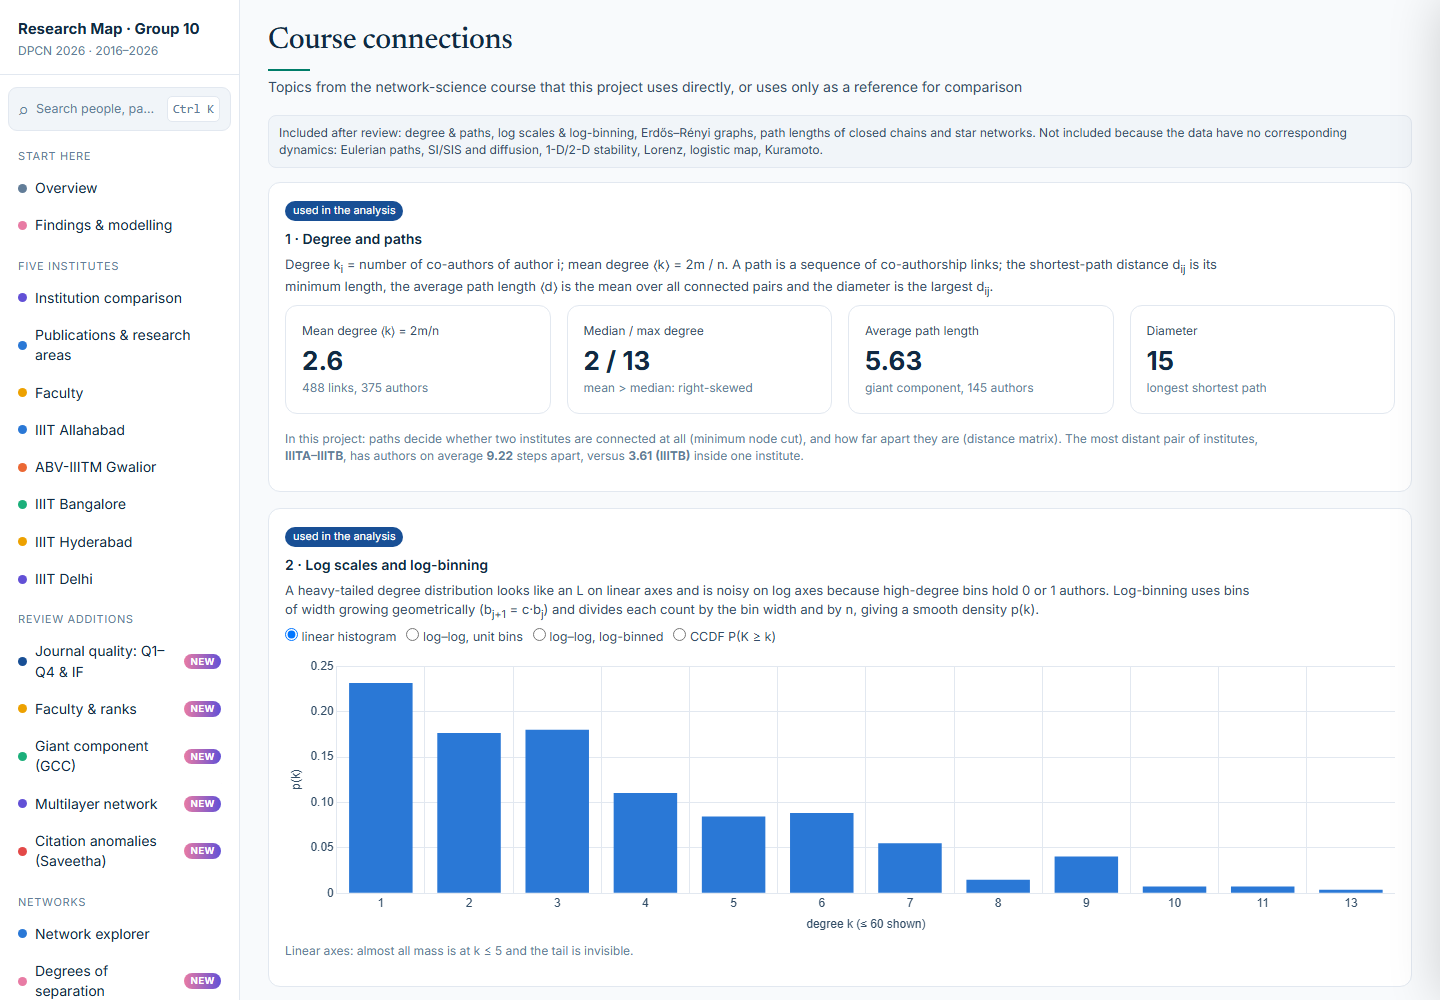 Research Map · Group 10
DPCN 2026 · 2016–2026
Search people, pa...
Ctrl K
START HERE
Overview
Findings & modelling
FIVE INSTITUTES
Institution comparison
Publications & research
areas
Faculty
IIIT Allahabad
ABV-IIITM Gwalior
IIIT Bangalore
IIIT Hyderabad
IIIT Delhi
REVIEW ADDITIONS
Journal quality: Q1–
Q4 & IF
NEW
Faculty & ranks
NEW
Giant component
(GCC)
NEW
Multilayer network
NEW
Citation anomalies
(Saveetha)
NEW
NETWORKS
Network explorer
Degrees of
separation
NEW
Course connections
Topics from the network-science course that this project uses directly, or uses only as a reference for comparison
Included after review: degree & paths, log scales & log-binning, Erdős–Rényi graphs, path lengths of closed chains and star networks. Not included because the data have no corresponding
dynamics: Eulerian paths, SI/SIS and diffusion, 1-D/2-D stability, Lorenz, logistic map, Kuramoto.
used in the analysis
1 · Degree and paths
Degree kᵢ = number of co-authors of author i; mean degree ⟨k⟩ = 2m / n. A path is a sequence of co-authorship links; the shortest-path distance dij is its
minimum length, the average path length ⟨d⟩ is the mean over all connected pairs and the diameter is the largest dij.
Mean degree ⟨k⟩ = 2m/n
2.6
488 links, 375 authors
Median / max degree
2 / 13
mean > median: right-skewed
Average path length
5.63
giant component, 145 authors
Diameter
15
longest shortest path
In this project: paths decide whether two institutes are connected at all (minimum node cut), and how far apart they are (distance matrix). The most distant pair of institutes,
IIITA–IIITB, has authors on average 9.22 steps apart, versus 3.61 (IIITB) inside one institute.
used in the analysis
2 · Log scales and log-binning
A heavy-tailed degree distribution looks like an L on linear axes and is noisy on log axes because high-degree bins hold 0 or 1 authors. Log-binning uses bins
of width growing geometrically (bj+1 = c·bj) and divides each count by the bin width and by n, giving a smooth density p(k).
linear histogram log–log, unit bins log–log, log-binned CCDF P(K ≥ k)
0.25
0.20
0.15
0.10
0.05
0
p(k)
1 2 3 4 5 6 7 8 9 10 11 13
degree k (≤ 60 shown)
Linear axes: almost all mass is at k ≤ 5 and the tail is invisible.